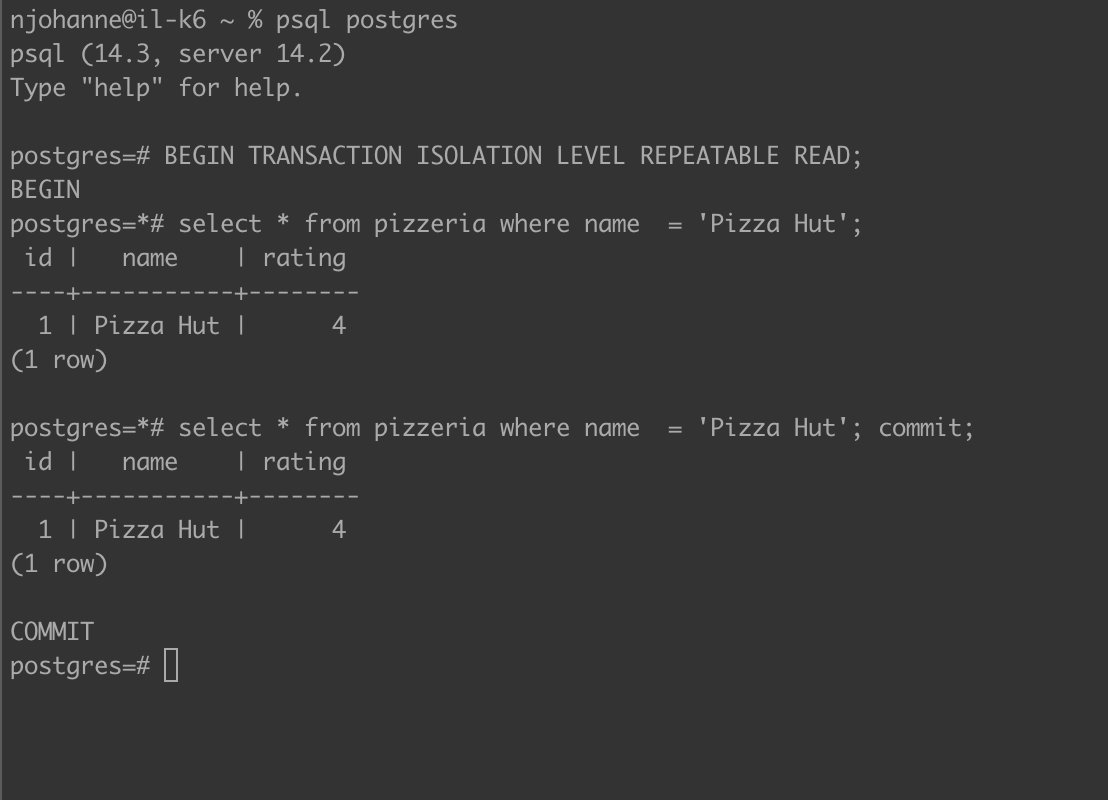 njohanne@il-k6 ~ % psql postgres
psql (14.3, server 14.2)
Type "help" for help.

postgres=# BEGIN TRANSACTION ISOLATION LEVEL REPEATABLE READ;
BEGIN
postgres=*# select * from pizzeria where name  = 'Pizza Hut';
 id |   name    | rating
----+-----------+--------
  1 | Pizza Hut |      4
(1 row)

postgres=*# select * from pizzeria where name  = 'Pizza Hut'; commit;
 id |   name    | rating
----+-----------+--------
  1 | Pizza Hut |      4
(1 row)

COMMIT
postgres=#